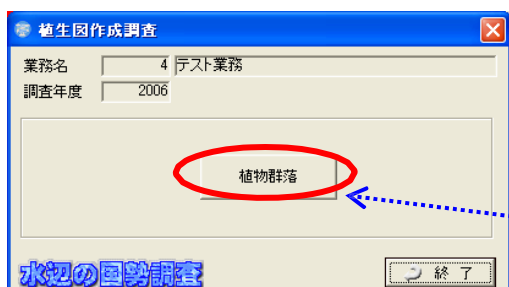 植生図作成調査
業務名 4 テスト業務
調査年度 2006
植物群落
水辺の国勢調査
終 了